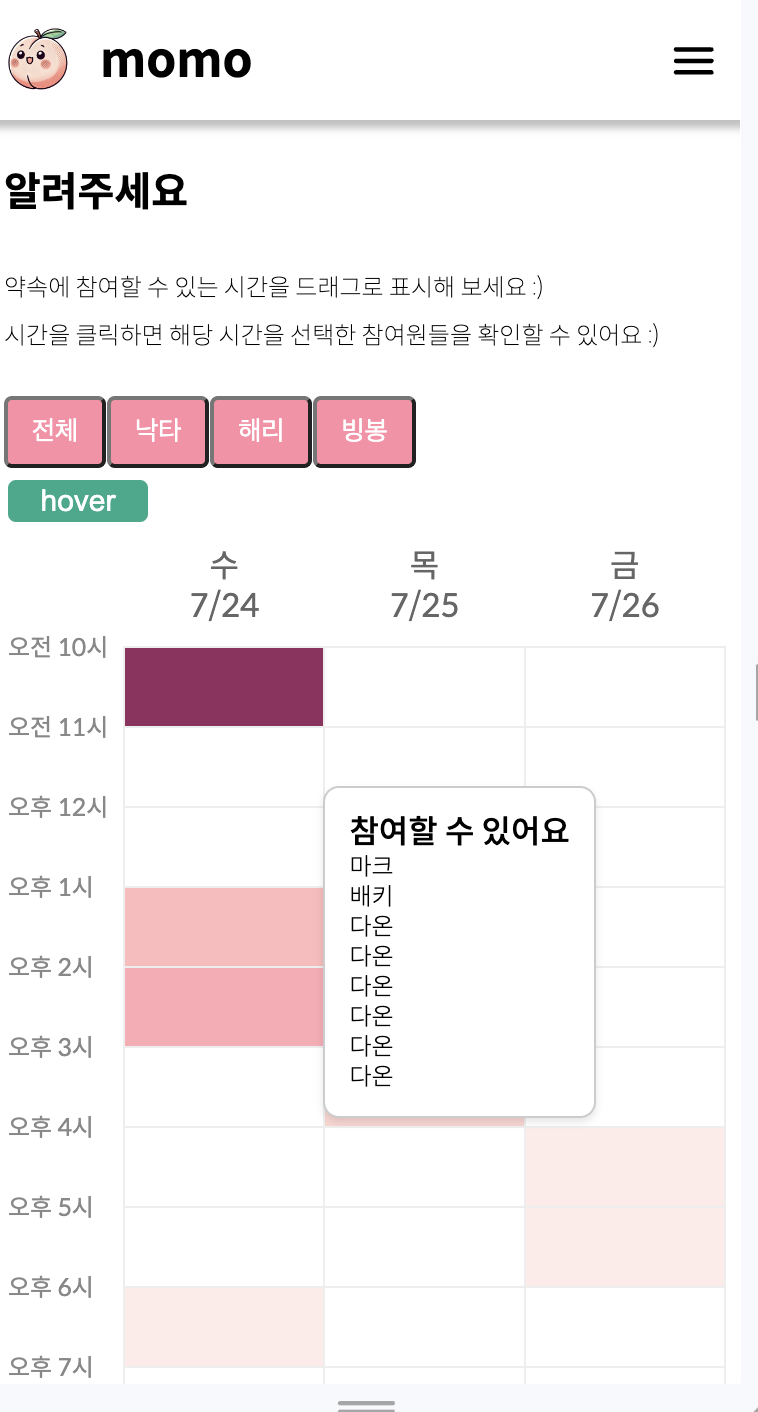 momo
알려주세요
약속에 참여할 수 있는 시간을 드래그로 표시해 보세요 :)
시간을 클릭하면 해당 시간을 선택한 참여원들을 확인할 수 있어요 :)
전체 낙타 해리 빙봉
hover
수 목 금
7/24 7/25 7/26
오전 10시
오전 11시
오후 12시
참여할 수 있어요
마크
오후 1시
배키
다온
다온
오후 2시
다온
다온
오후 3시
다온
다온
오후 4시
오후 5시
오후 6시
오후 7시